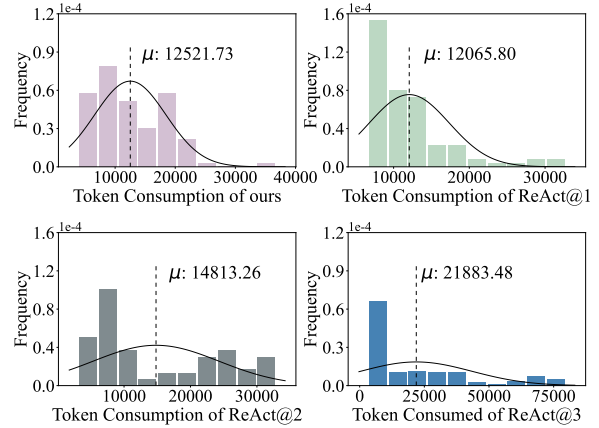 1e-4
1.2
0.9
0.6
0.3
0.0
Frequency
μ: 12521.73
10000 20000 30000 40000
Token Consumption of ours
1e-4
1.6
1.2
0.8
0.4
0.0
Frequency
μ: 12065.80
10000 20000 30000
Token Consumption of ReAct@1
1e-4
1.6
1.2
0.8
0.4
0.0
Frequency
μ: 14813.26
10000 20000 30000
Token Consumption of ReAct@2
1e-4
1.2
0.9
0.6
0.3
0.0
Frequency
μ: 21883.48
0 25000 50000 75000
Token Consumed of ReAct@3